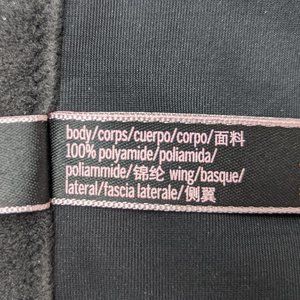 body/corps/cuerpo/corpo/面料
100% polyamide/poliamida/
poliammide/锦纶 wing/basque/
lateral/fascia laterale/侧翼